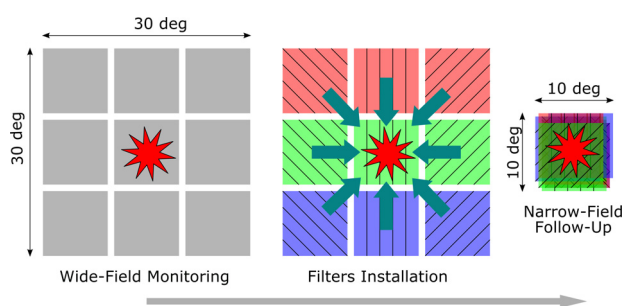 30 deg
30 deg
Wide-Field Monitoring
Filters Installation
10 deg
10 deg
Narrow-Field
Follow-Up